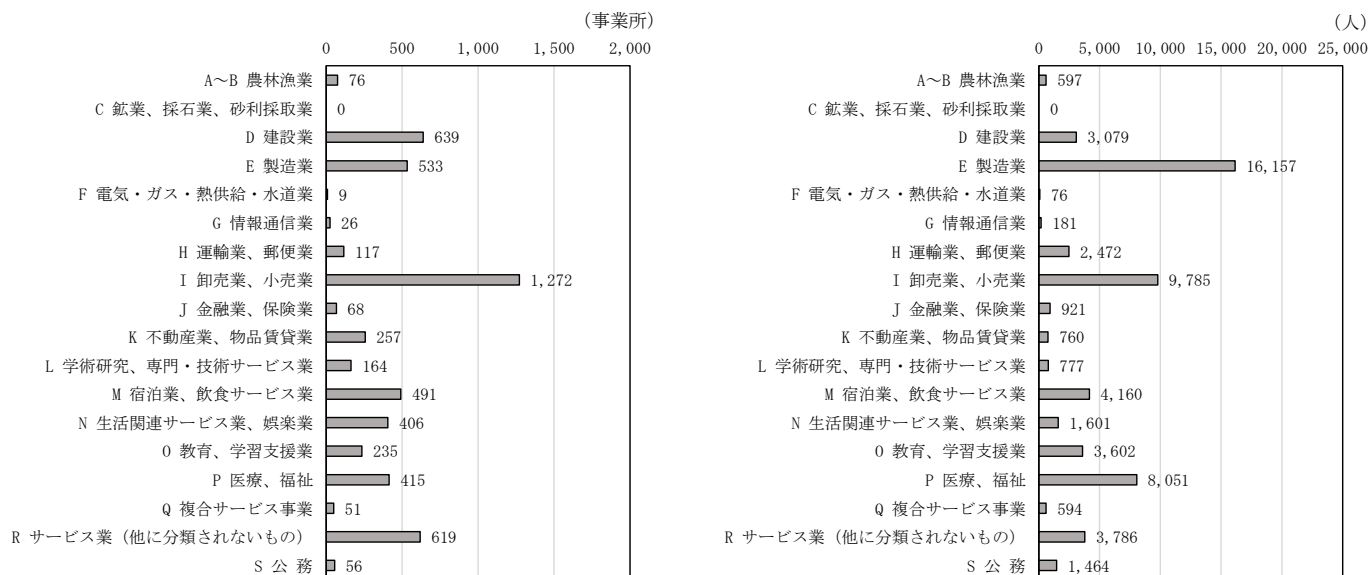 （事業所）
0 500 1,000 1,500 2,000
A～B 農林漁業 76
C 鉱業、採石業、砂利採取業 0
D 建設業 639
E 製造業 533
F 電気・ガス・熱供給・水道業 9
G 情報通信業 26
H 運輸業、郵便業 117
I 卸売業、小売業 1,272
J 金融業、保険業 68
K 不動産業、物品賃貸業 257
L 学術研究、専門・技術サービス業 164
M 宿泊業、飲食サービス業 491
N 生活関連サービス業、娯楽業 406
O 教育、学習支援業 235
P 医療、福祉 415
Q 複合サービス事業 51
R サービス業（他に分類されないもの） 619
S 公 務 56
（人）
0 5,000 10,000 15,000 20,000 25,000
A～B 農林漁業 597
C 鉱業、採石業、砂利採取業 0
D 建設業 3,079
E 製造業 16,157
F 電気・ガス・熱供給・水道業 76
G 情報通信業 181
H 運輸業、郵便業 2,472
I 卸売業、小売業 9,785
J 金融業、保険業 921
K 不動産業、物品賃貸業 760
L 学術研究、専門・技術サービス業 777
M 宿泊業、飲食サービス業 4,160
N 生活関連サービス業、娯楽業 1,601
O 教育、学習支援業 3,602
P 医療、福祉 8,051
Q 複合サービス事業 594
R サービス業（他に分類されないもの） 3,786
S 公 務 1,464